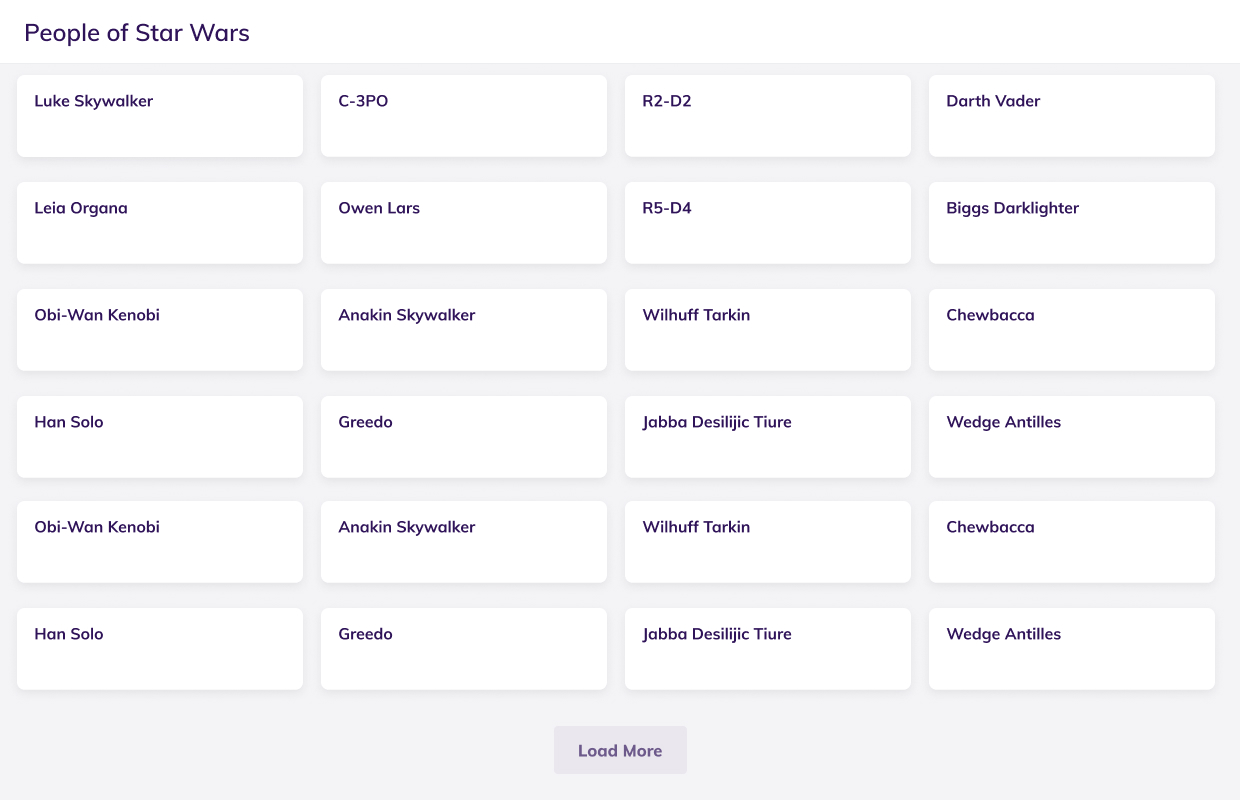 People of Star Wars
Luke Skywalker
C-3PO
R2-D2
Darth Vader
Leia Organa
Owen Lars
R5-D4
Biggs Darklighter
Obi-Wan Kenobi
Anakin Skywalker
Wilhuff Tarkin
Chewbacca
Han Solo
Greedo
Jabba Desilijic Tiure
Wedge Antilles
Obi-Wan Kenobi
Anakin Skywalker
Wilhuff Tarkin
Chewbacca
Han Solo
Greedo
Jabba Desilijic Tiure
Wedge Antilles
Load More